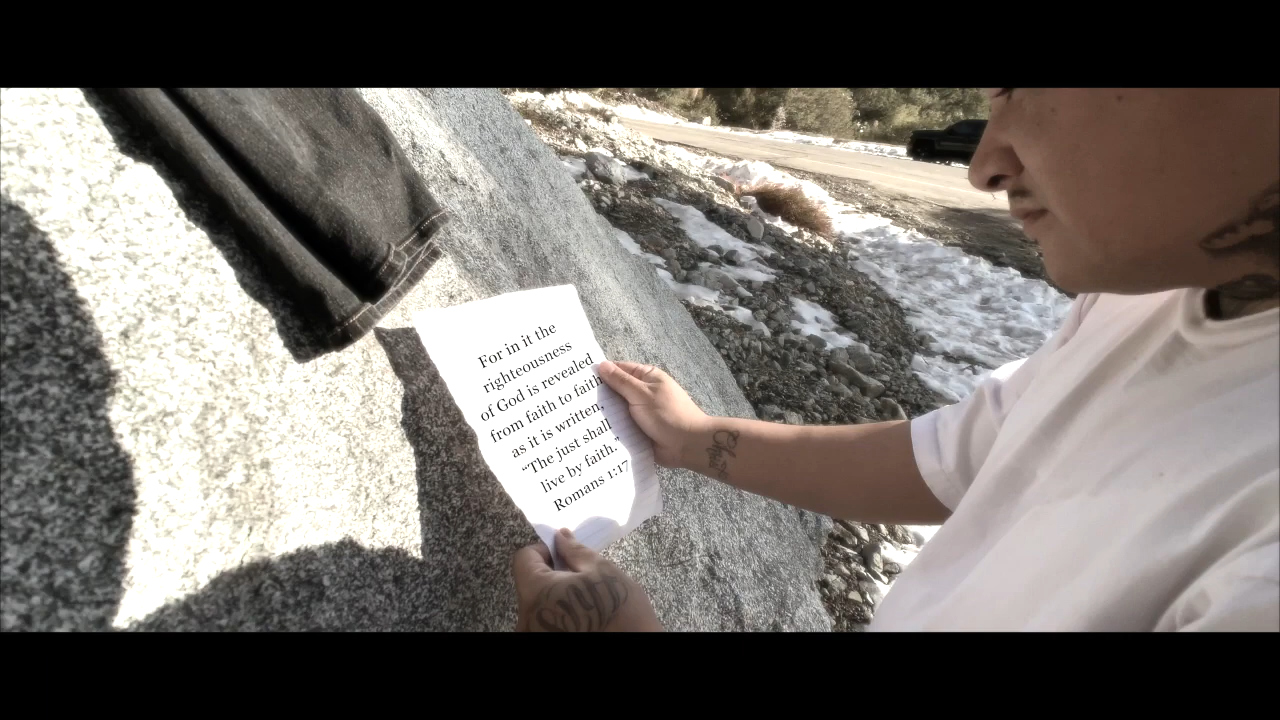 For in it the
righteousness
of God is revealed
from faith to faith
as it is written,
“The just shall
live by faith.”
Romans 1:17